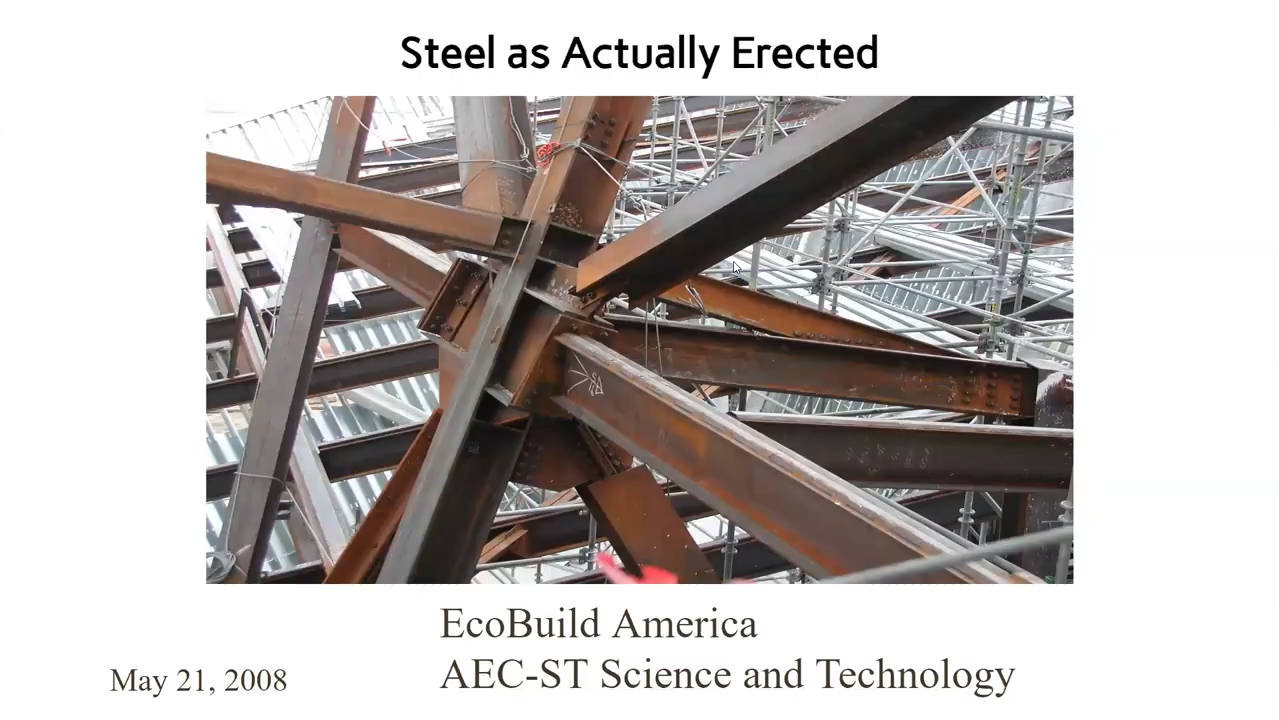 Steel as Actually Erected
EcoBuild America
May 21, 2008
AEC-ST Science and Technology